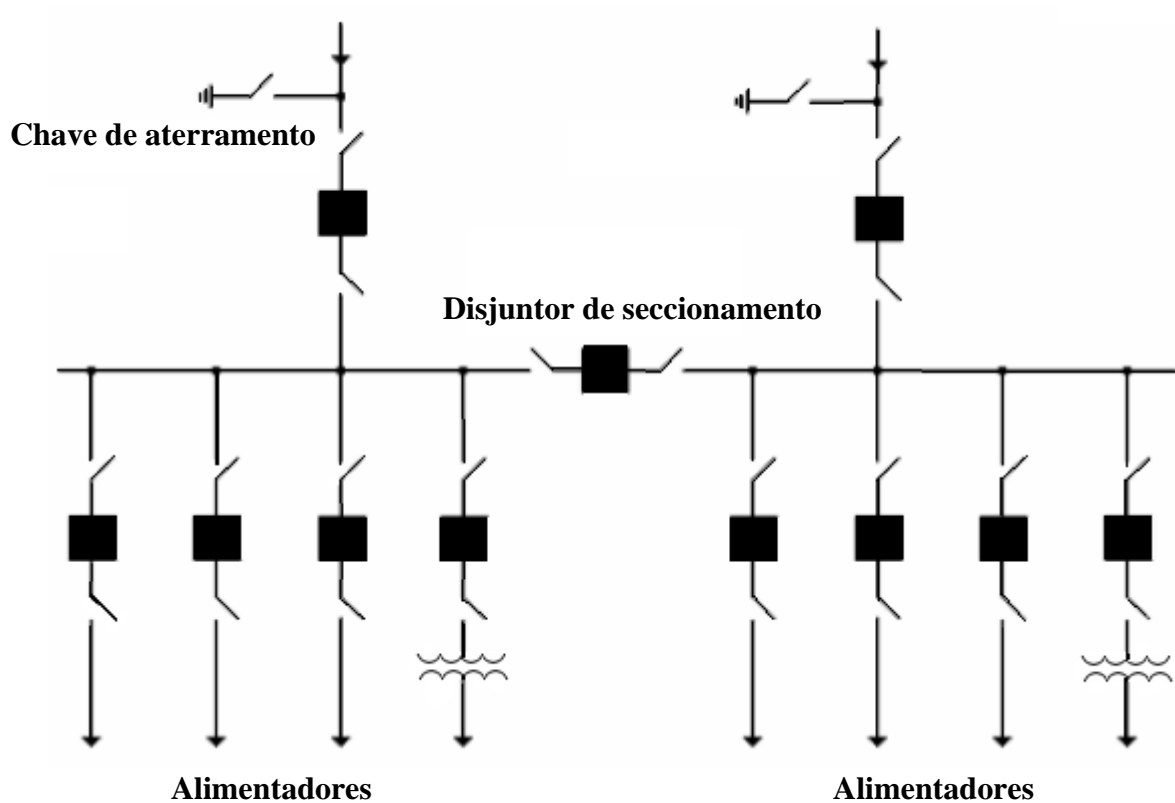 Chave de aterramento
Disjuntor de seccionamento
Alimentadores
Alimentadores